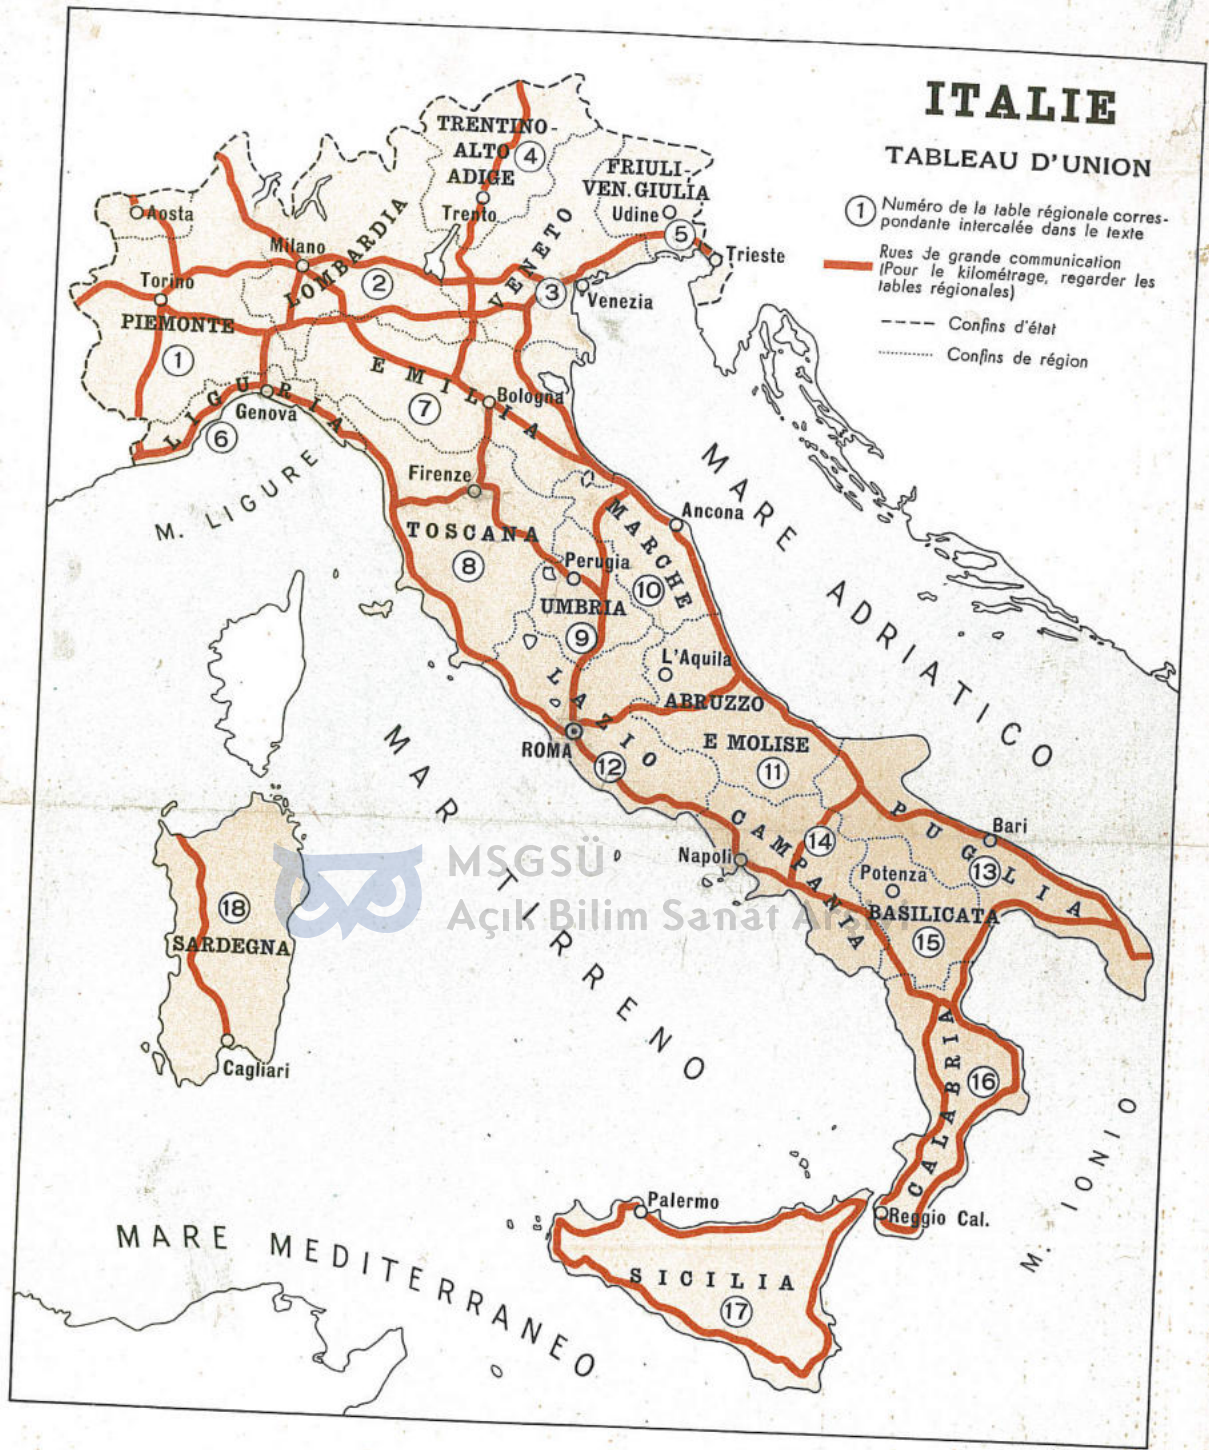 ITALIE
TABLEAU D'UNION
1 Numéro de la table régionale corres-
pondante intercalée dans le texte
Rues de grande communication
(Pour le kilométrage, regarder les
tables régionales)
Confins d'état
Confins de région
TRENTINO-
ALTO
ADIGE
4
Trento
FRIULI-
VEN. GIULIA
Udine
5
Trieste
Aosta
Milano
LOMBARDIA
2
VENETO
3
Venezia
Torino
PIEMONTE
1
LIGURIA
Genova
6
EMILIA
7
Bologna
M. LIGURE
Firenze
TOSCANA
8
MARCHE
Ancona
10
Perugia
UMBRIA
9
MARE ADRIATICO
L'Aquila
ABRUZZO
E MOLISE
11
LAZIO
ROMA
12
MAR TIRRENO
CAMPANIA
14
Napoli
PUGLIA
Bari
13
Potenza
BASILICATA
15
MSGSÜ
Açık Bilim Sanat
18
SARDEGNA
Cagliari
CALABRIA
16
Reggio Cal.
M. IONIO
Palermo
SICILIA
17
MARE MEDITERRANEO